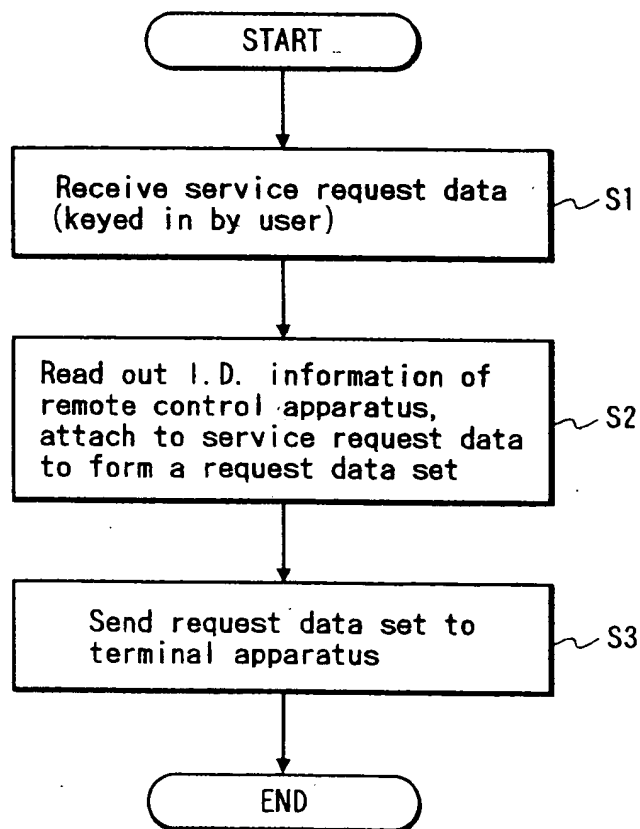 START
Receive service request data
(keyed in by user)
S1
Read out I.D. information of
remote control apparatus,
attach to service request data
to form a request data set
S2
Send request data set to
terminal apparatus
S3
END